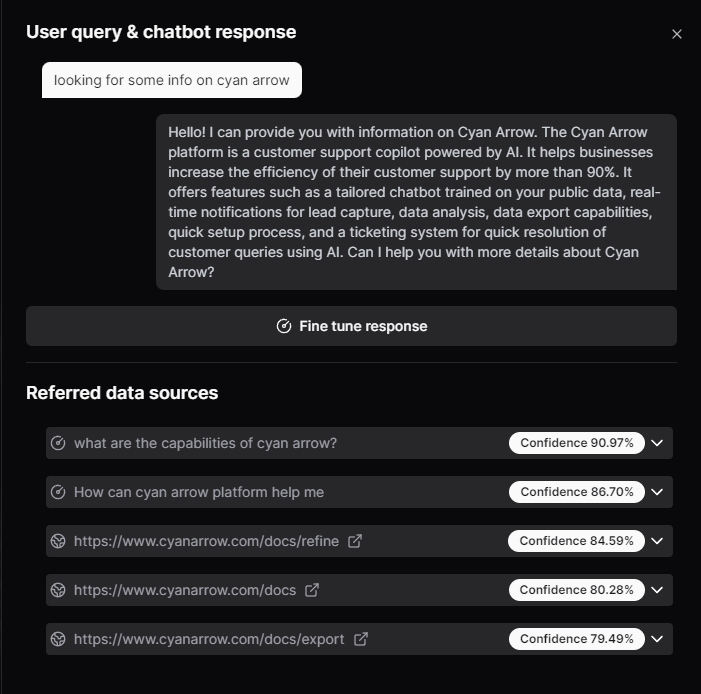 User query & chatbot response
looking for some info on cyan arrow
Hello! I can provide you with information on Cyan Arrow. The Cyan Arrow
platform is a customer support copilot powered by AI. It helps businesses
increase the efficiency of their customer support by more than 90%. It
offers features such as a tailored chatbot trained on your public data, real-
time notifications for lead capture, data analysis, data export capabilities,
quick setup process, and a ticketing system for quick resolution of
customer queries using AI. Can I help you with more details about Cyan
Arrow?
Fine tune response
Referred data sources
what are the capabilities of cyan arrow? Confidence 90.97%
How can cyan arrow platform help me Confidence 86.70%
https://www.cyanarrow.com/docs/refine Confidence 84.59%
https://www.cyanarrow.com/docs Confidence 80.28%
https://www.cyanarrow.com/docs/export Confidence 79.49%